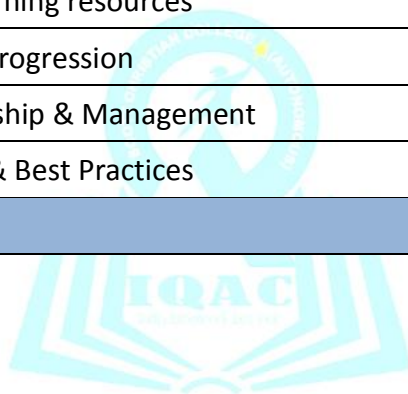 ning resources
rogression
ship & Management
& Best Practices
IQAC